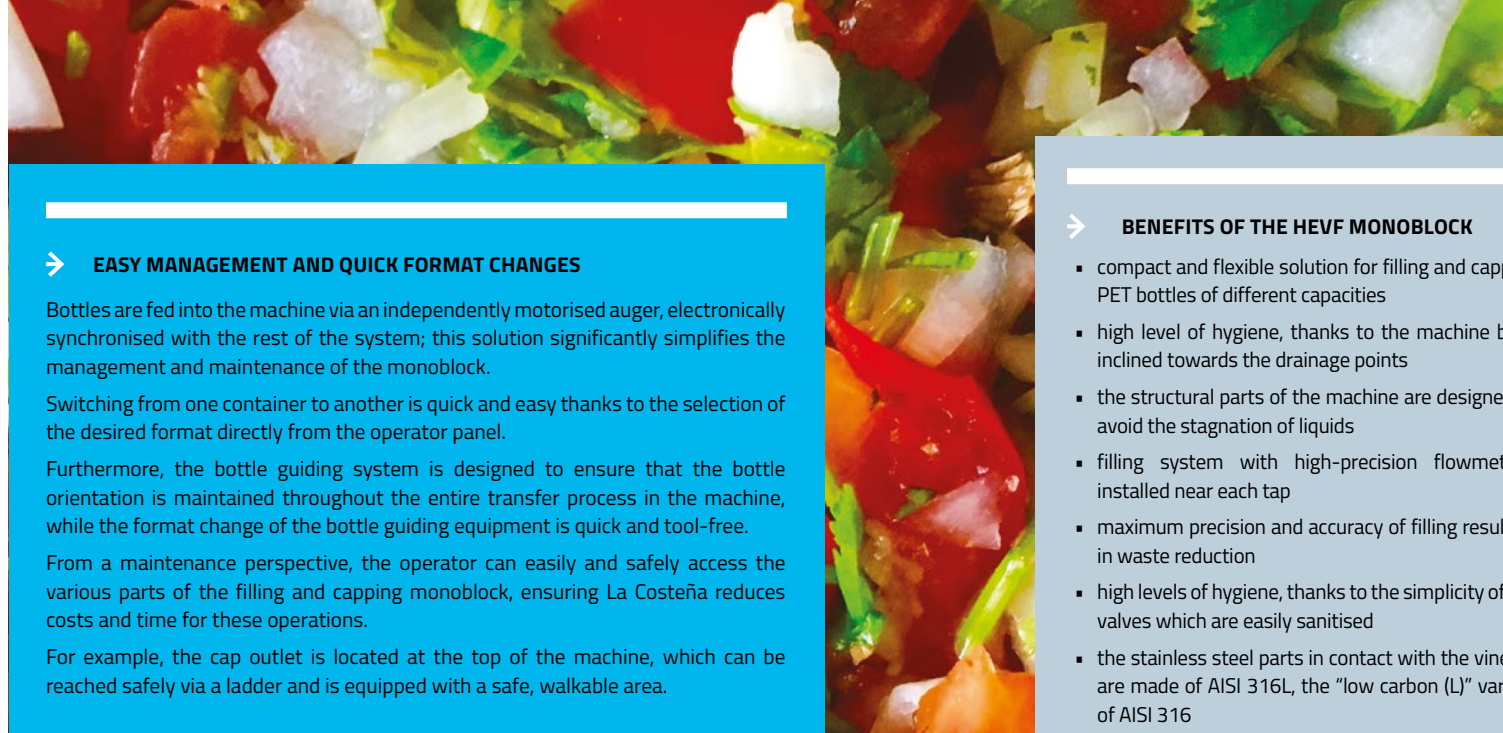 EASY MANAGEMENT AND QUICK FORMAT CHANGES
Bottles are fed into the machine via an independently motorised auger, electronically
synchronised with the rest of the system; this solution significantly simplifies the
management and maintenance of the monoblock.
Switching from one container to another is quick and easy thanks to the selection of
the desired format directly from the operator panel.
Furthermore, the bottle guiding system is designed to ensure that the bottle
orientation is maintained throughout the entire transfer process in the machine,
while the format change of the bottle guiding equipment is quick and tool-free.
From a maintenance perspective, the operator can easily and safely access the
various parts of the filling and capping monoblock, ensuring La Costeña reduces
costs and time for these operations.
For example, the cap outlet is located at the top of the machine, which can be
reached safely via a ladder and is equipped with a safe, walkable area.
BENEFITS OF THE HEVF MONOBLOCK
▪ compact and flexible solution for filling and
PET bottles of different capacities
▪ high level of hygiene, thanks to the machine
inclined towards the drainage points
▪ the structural parts of the machine are
avoid the stagnation of liquids
▪ filling system with high-precision
installed near each tap
▪ maximum precision and accuracy of filling
in waste reduction
▪ high levels of hygiene, thanks to the simplicity of
valves which are easily sanitised
▪ the stainless steel parts in contact with the
are made of AISI 316L, the “low carbon (L)”
of AISI 316